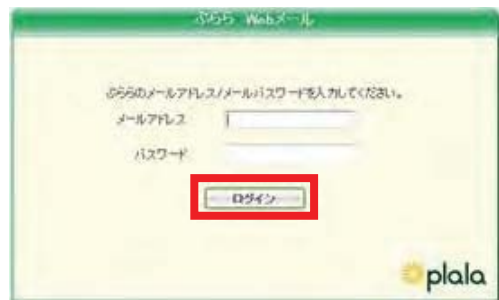 ぷらら Webメール
ぷららのメールアドレス/メールパスワードを入力してください。
メールアドレス
パスワード
ログイン
plala